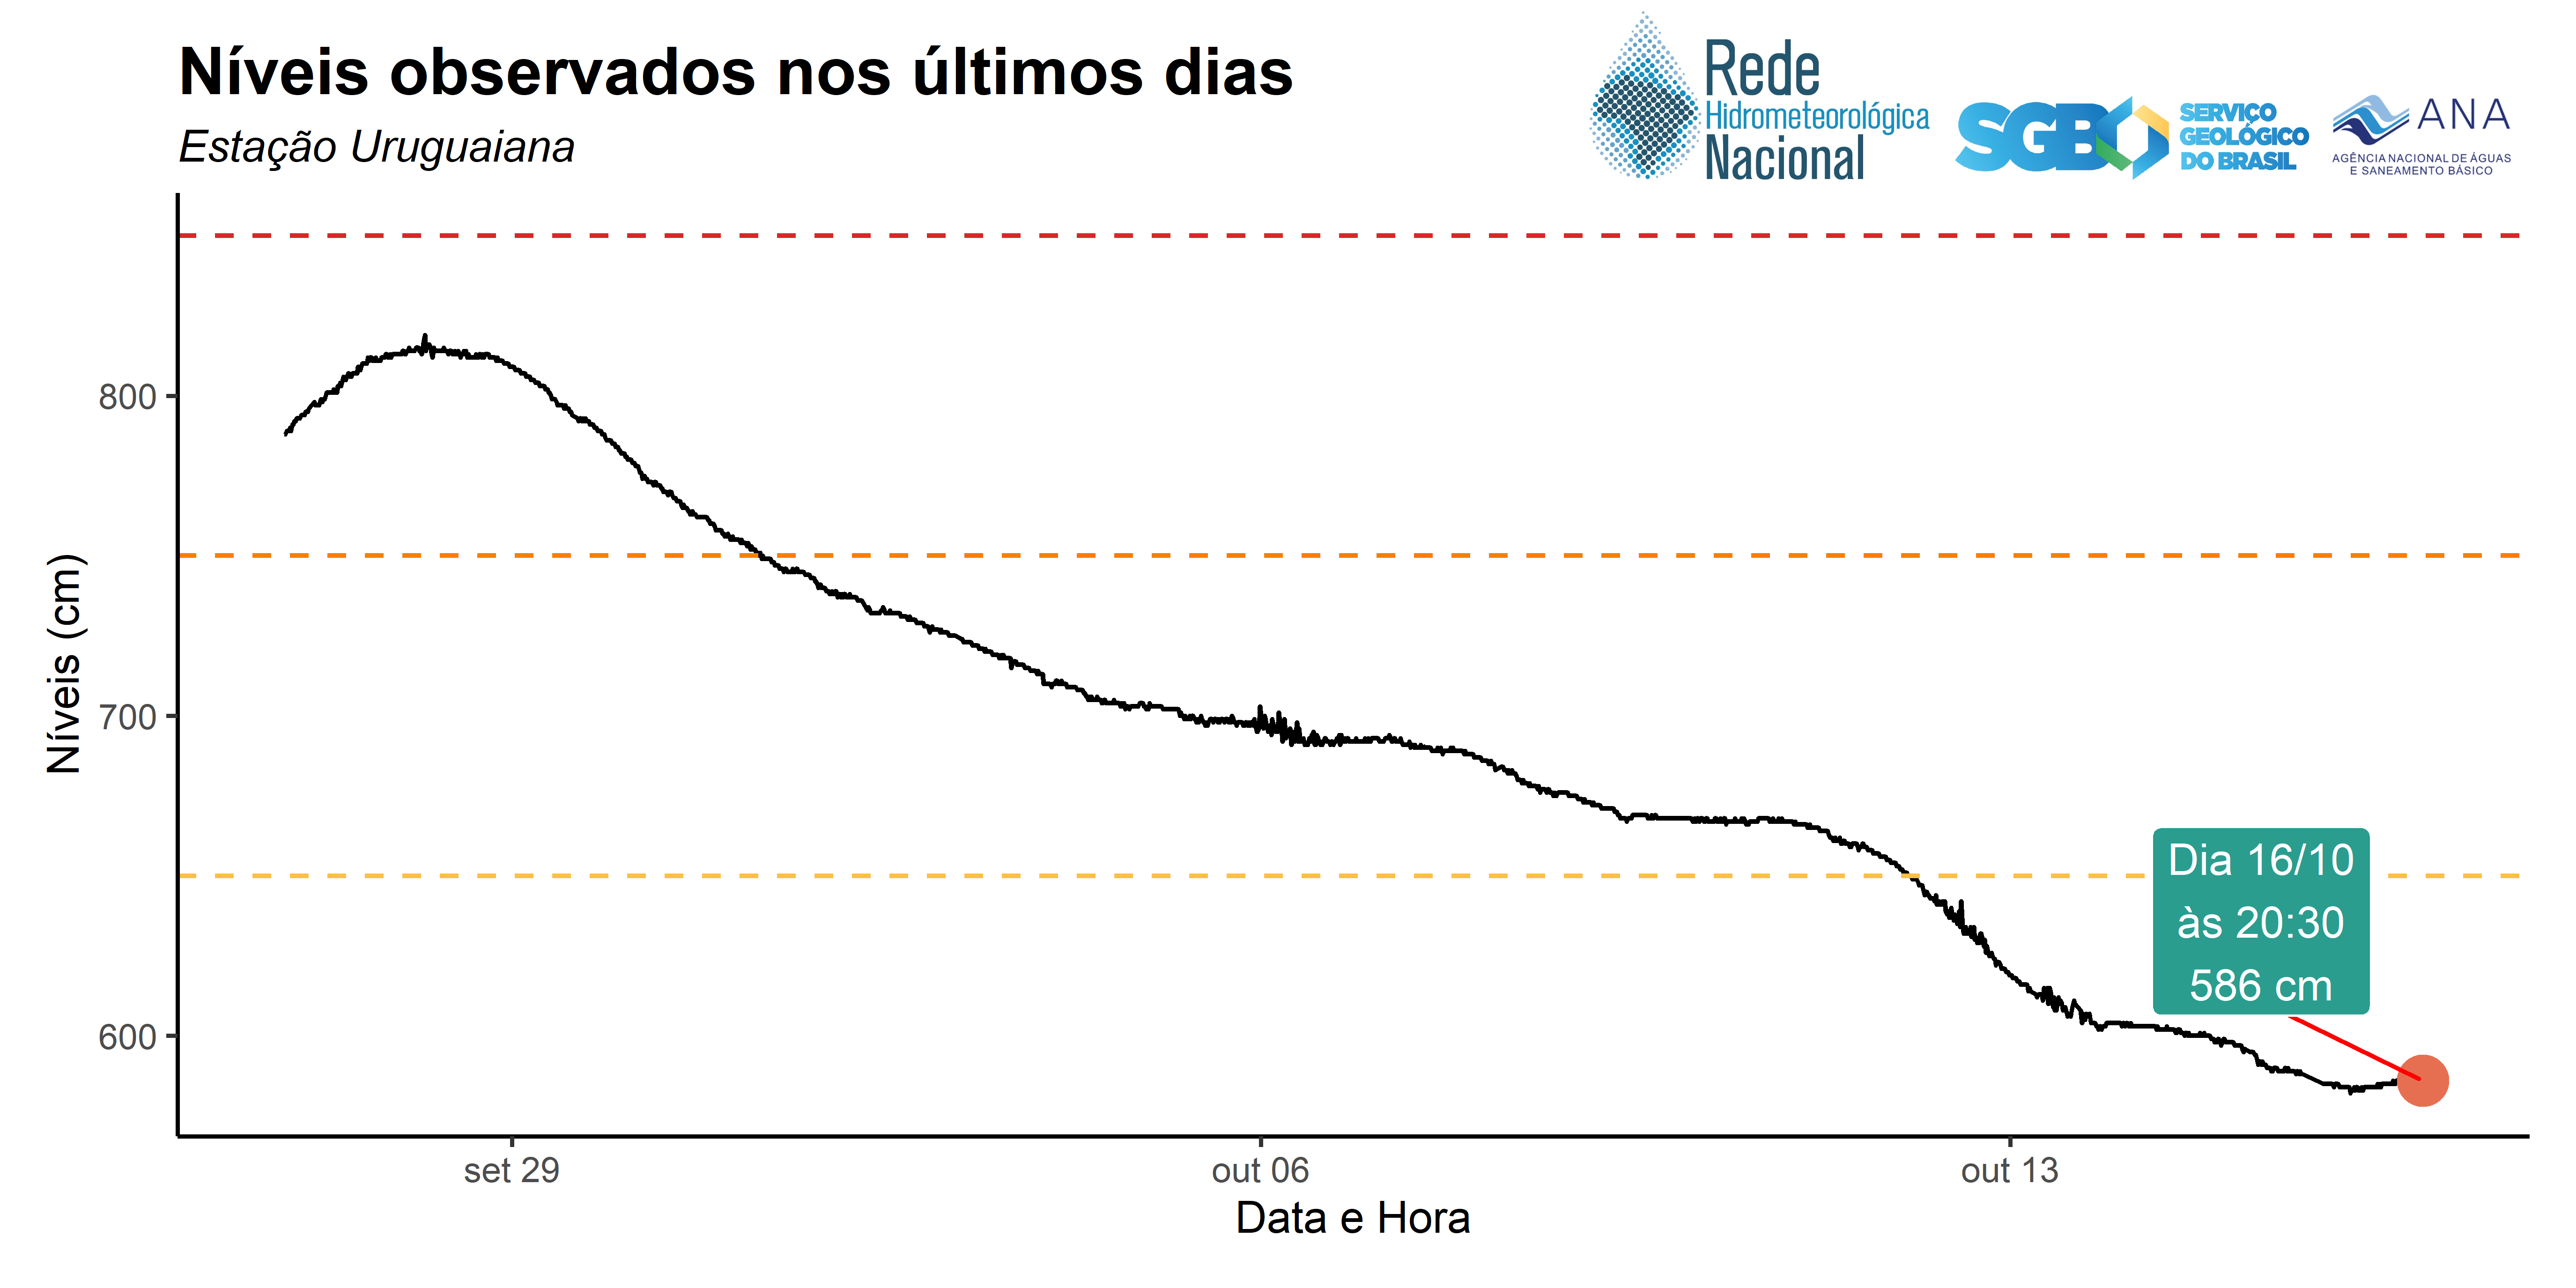 Níveis observados nos últimos dias
Estação Uruguaiana
Rede
Hidrometeorológica
Nacional
SGB
SERVIÇO
GEOLÓGICO
DO BRASIL
ANA
AGÊNCIA NACIONAL DE ÁGUAS
E SANEAMENTO BÁSICO
Níveis (cm)
800
700
600
Dia 16/10
às 20:30
586 cm
set 29
out 06
out 13
Data e Hora